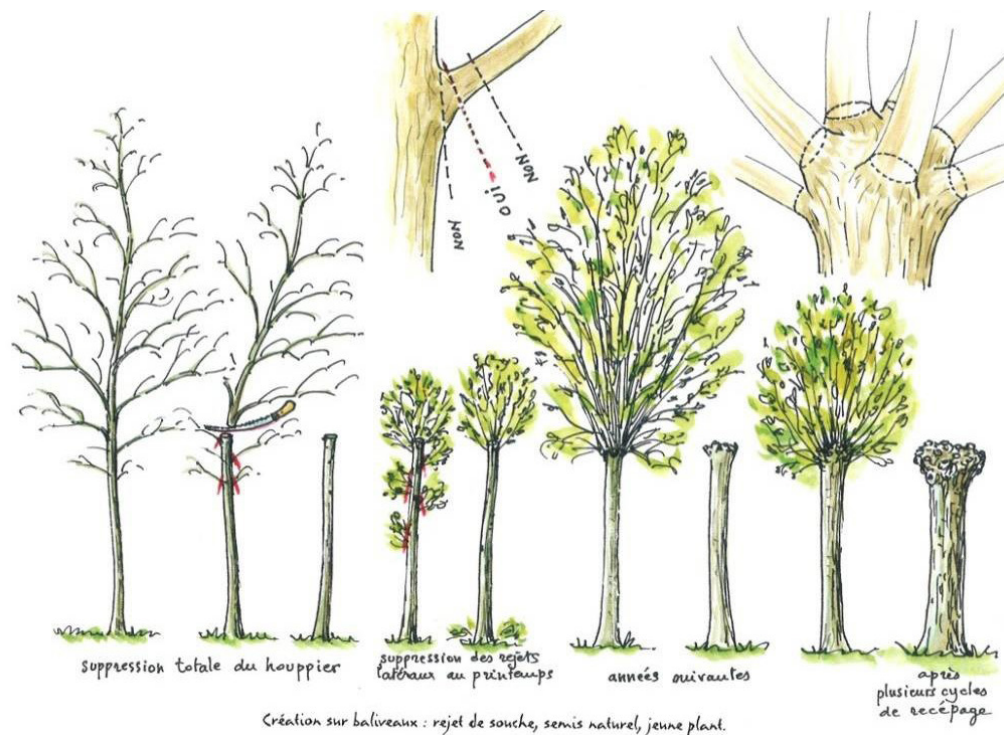 NON
OUI
NON
suppression totale du houppier
suppression des rejets
latéraux au printemps
années suivantes
après
plusieurs cycles
de recépage
Création sur baliveaux : rejet de souche, semis naturel, jeune plant.